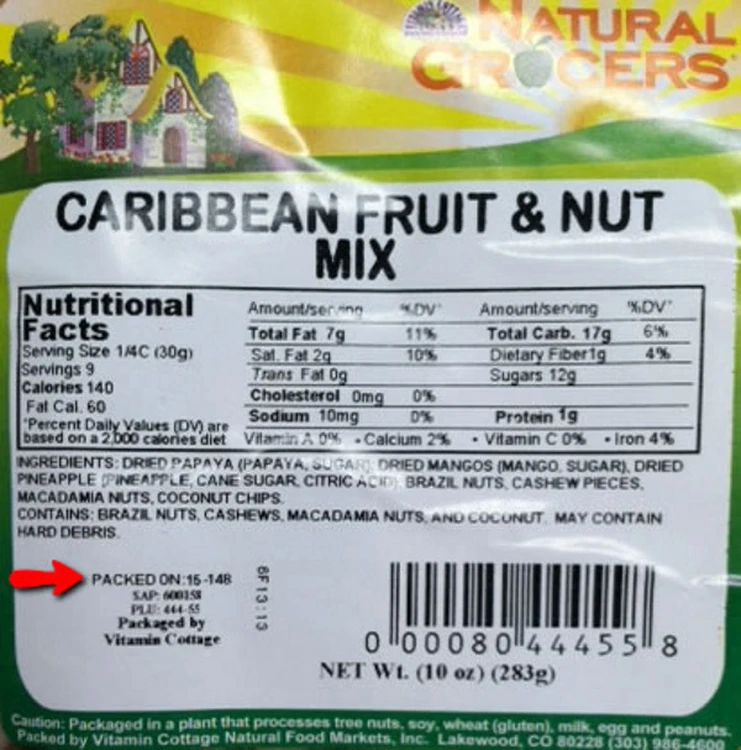 NATURAL
GROCERS
CARIBBEAN FRUIT & NUT
MIX
Nutritional
Facts
Serving Size 1/4C (30g)
Servings 9
Calories 140
Fat Cal. 60
*Percent Daily Values (DV) are
based on a 2,000 calories diet
Amount/serving %DV*
Total Fat 7g 11%
Sat. Fat 2g 10%
Trans Fat 0g
Cholesterol 0mg 0%
Sodium 10mg 0%
Amount/serving %DV*
Total Carb. 17g 6%
Dietary Fiber 1g 4%
Sugars 12g
Protein 1g
Vitamin A 0% • Calcium 2% • Vitamin C 0% • Iron 4%
INGREDIENTS: DRIED PAPAYA (PAPAYA, SUGAR), DRIED MANGOS (MANGO, SUGAR), DRIED
PINEAPPLE (PINEAPPLE, CANE SUGAR, CITRIC ACID), BRAZIL NUTS, CASHEW PIECES,
MACADAMIA NUTS, COCONUT CHIPS.
CONTAINS: BRAZIL NUTS, CASHEWS, MACADAMIA NUTS, AND COCONUT. MAY CONTAIN
HARD DEBRIS.
PACKED ON:15-148
SAP: 600158
PLU: 444-55
Packaged by
Vitamin Cottage
6F 13:13
0 00080 44455 8
NET Wt. (10 oz) (283g)
Caution: Packaged in a plant that processes tree nuts, soy, wheat (gluten), milk, egg and peanuts.
Packed by Vitamin Cottage Natural Food Markets, Inc. Lakewood, CO 80228 (303) 986-4600